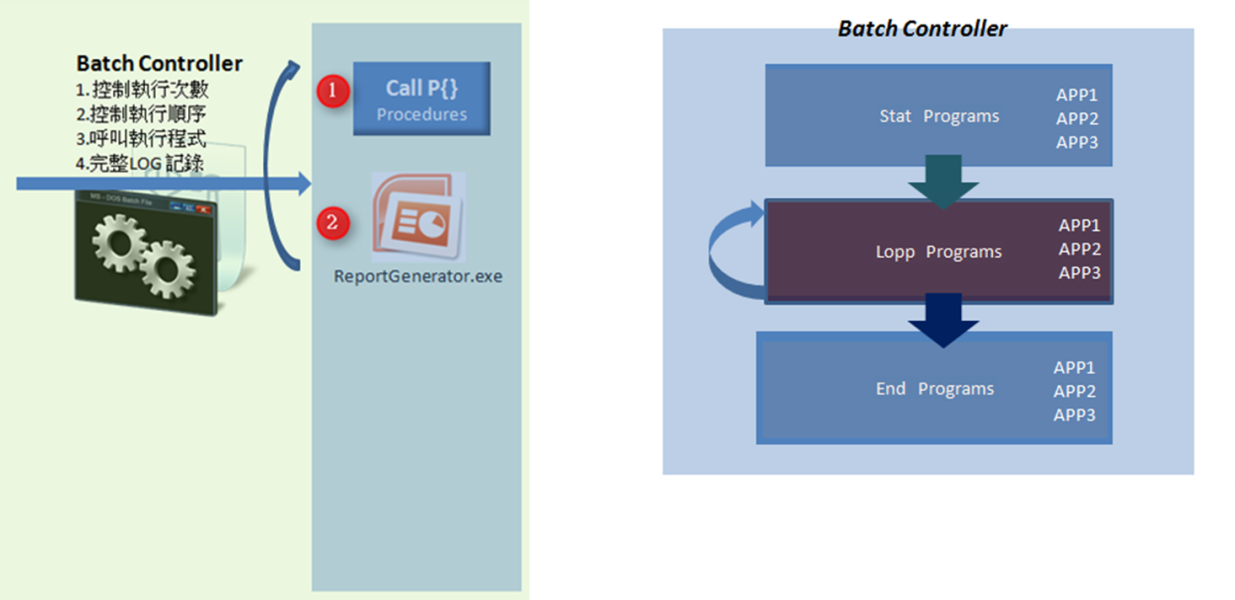 Batch Controller
1.控制執行次數
2.控制執行順序
3.呼叫執行程式
4.完整LOG 記錄
MS - DOS Batch File
1
Call P{}
Procedures
2
ReportGenerator.exe
Batch Controller
Stat Programs
APP1
APP2
APP3
Lopp Programs
APP1
APP2
APP3
End Programs
APP1
APP2
APP3